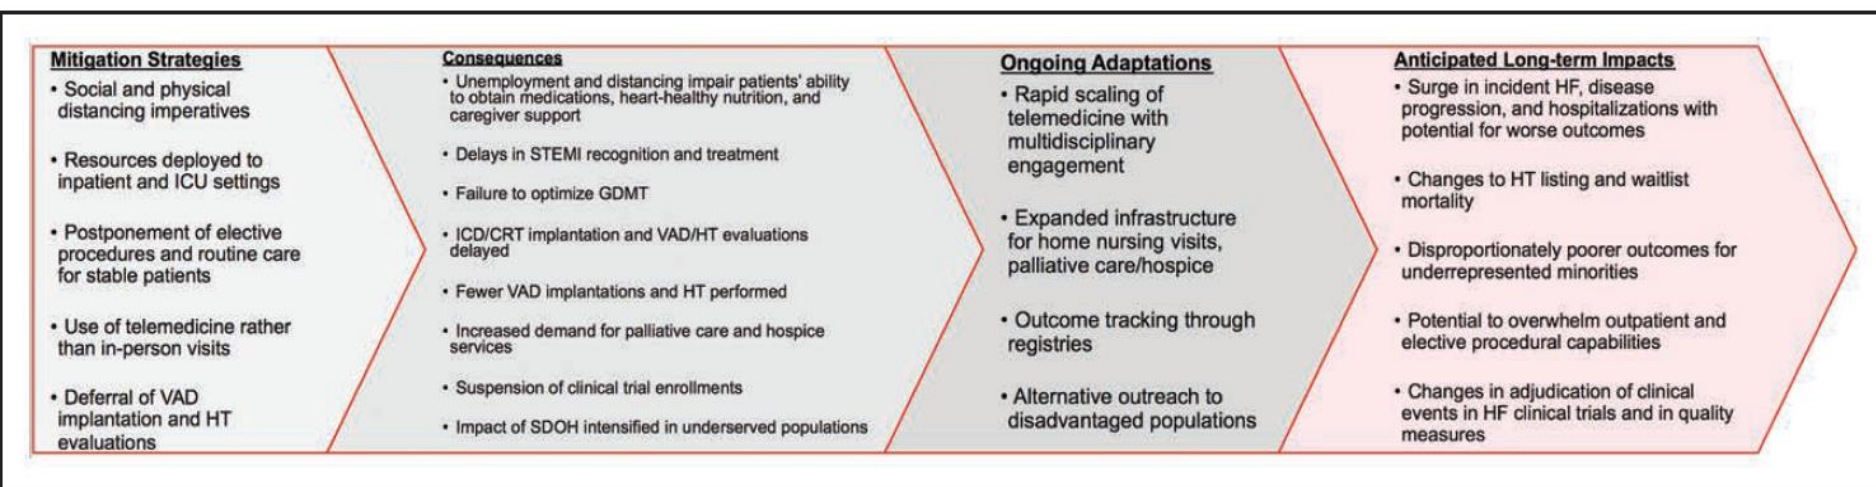 Mitigation Strategies
• Social and physical
distancing imperatives
• Resources deployed to
inpatient and ICU settings
• Postponement of elective
procedures and routine care
for stable patients
• Use of telemedicine rather
than in-person visits
• Deferral of VAD
implantation and HT
evaluations
Consequences
• Unemployment and distancing impair patients' ability
to obtain medications, heart-healthy nutrition, and
caregiver support
• Delays in STEMI recognition and treatment
• Failure to optimize GDMT
• ICD/CRT implantation and VAD/HT evaluations
delayed
• Fewer VAD implantations and HT performed
• Increased demand for palliative care and hospice
services
• Suspension of clinical trial enrollments
• Impact of SDOH intensified in underserved populations
Ongoing Adaptations
• Rapid scaling of
telemedicine with
multidisciplinary
engagement
• Expanded infrastructure
for home nursing visits,
palliative care/hospice
• Outcome tracking through
registries
• Alternative outreach to
disadvantaged populations
Anticipated Long-term Impacts
• Surge in incident HF, disease
progression, and hospitalizations with
potential for worse outcomes
• Changes to HT listing and waitlist
mortality
• Disproportionately poorer outcomes for
underrepresented minorities
• Potential to overwhelm outpatient and
elective procedural capabilities
• Changes in adjudication of clinical
events in HF clinical trials and in quality
measures